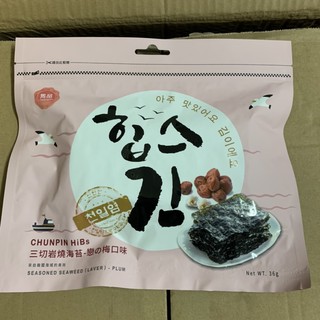 아주 맛있어요 김이에요
힙스
김
천일염
CHUNPIN HiBs
三切岩燒海苔-戀の梅口味
SEASONED SEAWEED (LAVER) - PLUM
Net WT. 36g